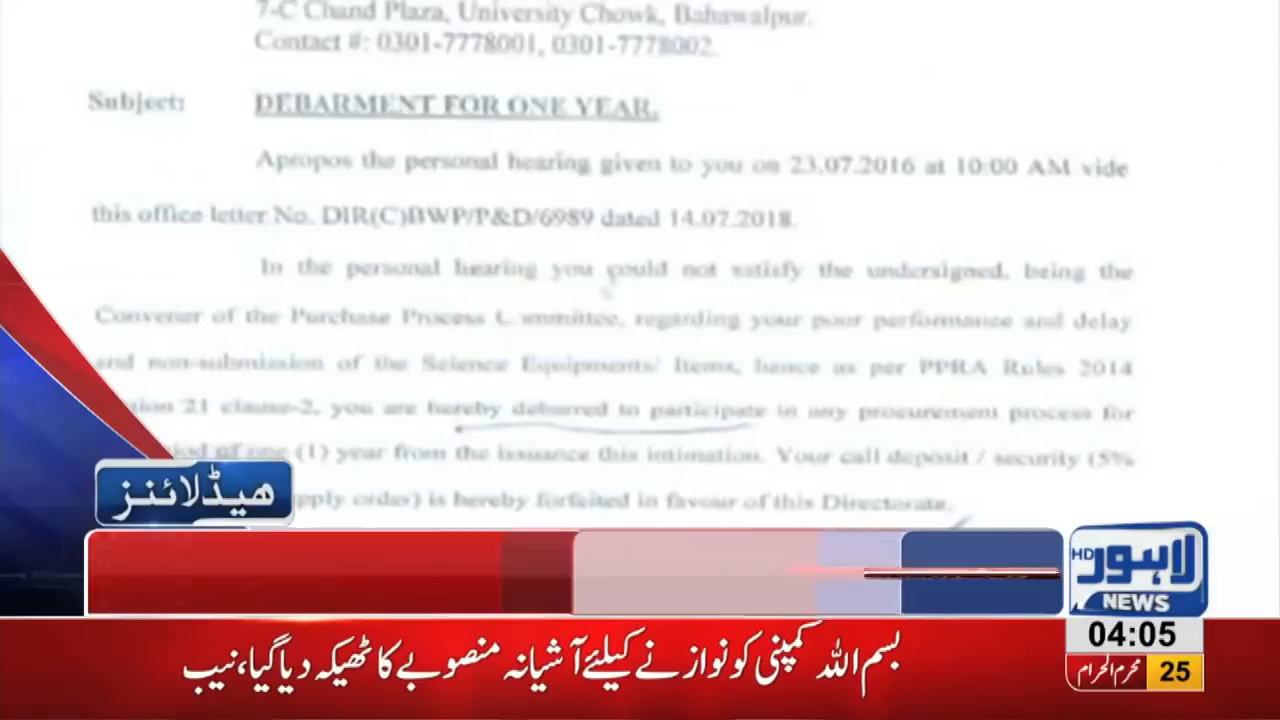 7-C Chand Plaza, University Chowk, Bahawalpur.
Contact #: 0301-7778001, 0301-7778002.
Subject: DEBARMENT FOR ONE YEAR.
Apropos the personal hearing given to you on 23.07.2016 at 10:00 AM vide
this office letter No. DIR(C)BWP/P&D/6989 dated 14.07.2018.
In the personal hearing you could not satisfy the undersigned, being the
Convener of the Purchase Process C mmittee, regarding your poor performance and delay
and non-submission of the Science Equipments/ Items, hence as per PPRA Rules 2014
21 clause-2, you are hereby debarred to participate in any procurement process for
of one (1) year from the issuance this intimation. Your call deposit / security (5%
order) is hereby forfeited in favour of this Directorate.
ہیڈلائنز
لاہور HD
NEWS
04:05
25 محرم الحرام
بسم اللہ کمپنی کو نوازنے کیلئے آشیانہ منصوبے کا ٹھیکہ دیا گیا، نیب